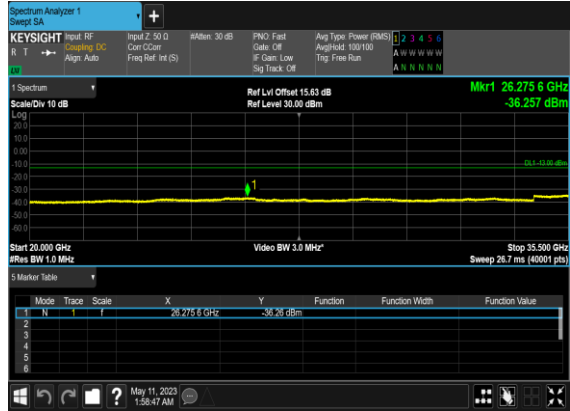 Spectrum Analyzer 1
Swept SA
+
KEYSIGHT Input: RF Input Z: 50 Ω #Atten: 30 dB PNO: Fast Avg Type: Power (RMS) 1 2 3 4 5 6
R T Coupling: DC Corr CCorr Gate: Off Avg|Hold: 100/100 A W W W W W
Align: Auto Freq Ref: Int (S) IF Gain: Low Trig: Free Run
LV Sig Track: Off A N N N N N
1 Spectrum Ref Lvl Offset 15.63 dB Mkr1 26.275 6 GHz
Scale/Div 10 dB Ref Level 30.00 dBm -36.257 dBm
Log
20.0
10.0
0.00
-10.0 DL1 -13.00 dBm
-20.0
-30.0 1
-40.0
-50.0
-60.0
Start 20.000 GHz Video BW 3.0 MHz* Stop 35.500 GHz
#Res BW 1.0 MHz Sweep 26.7 ms (40001 pts)
5 Marker Table
Mode Trace Scale X Y Function Function Width Function Value
1 N 1 f 26.275 6 GHz -36.26 dBm
2
3
4
5
6
? May 11, 2023
1:58:47 AM